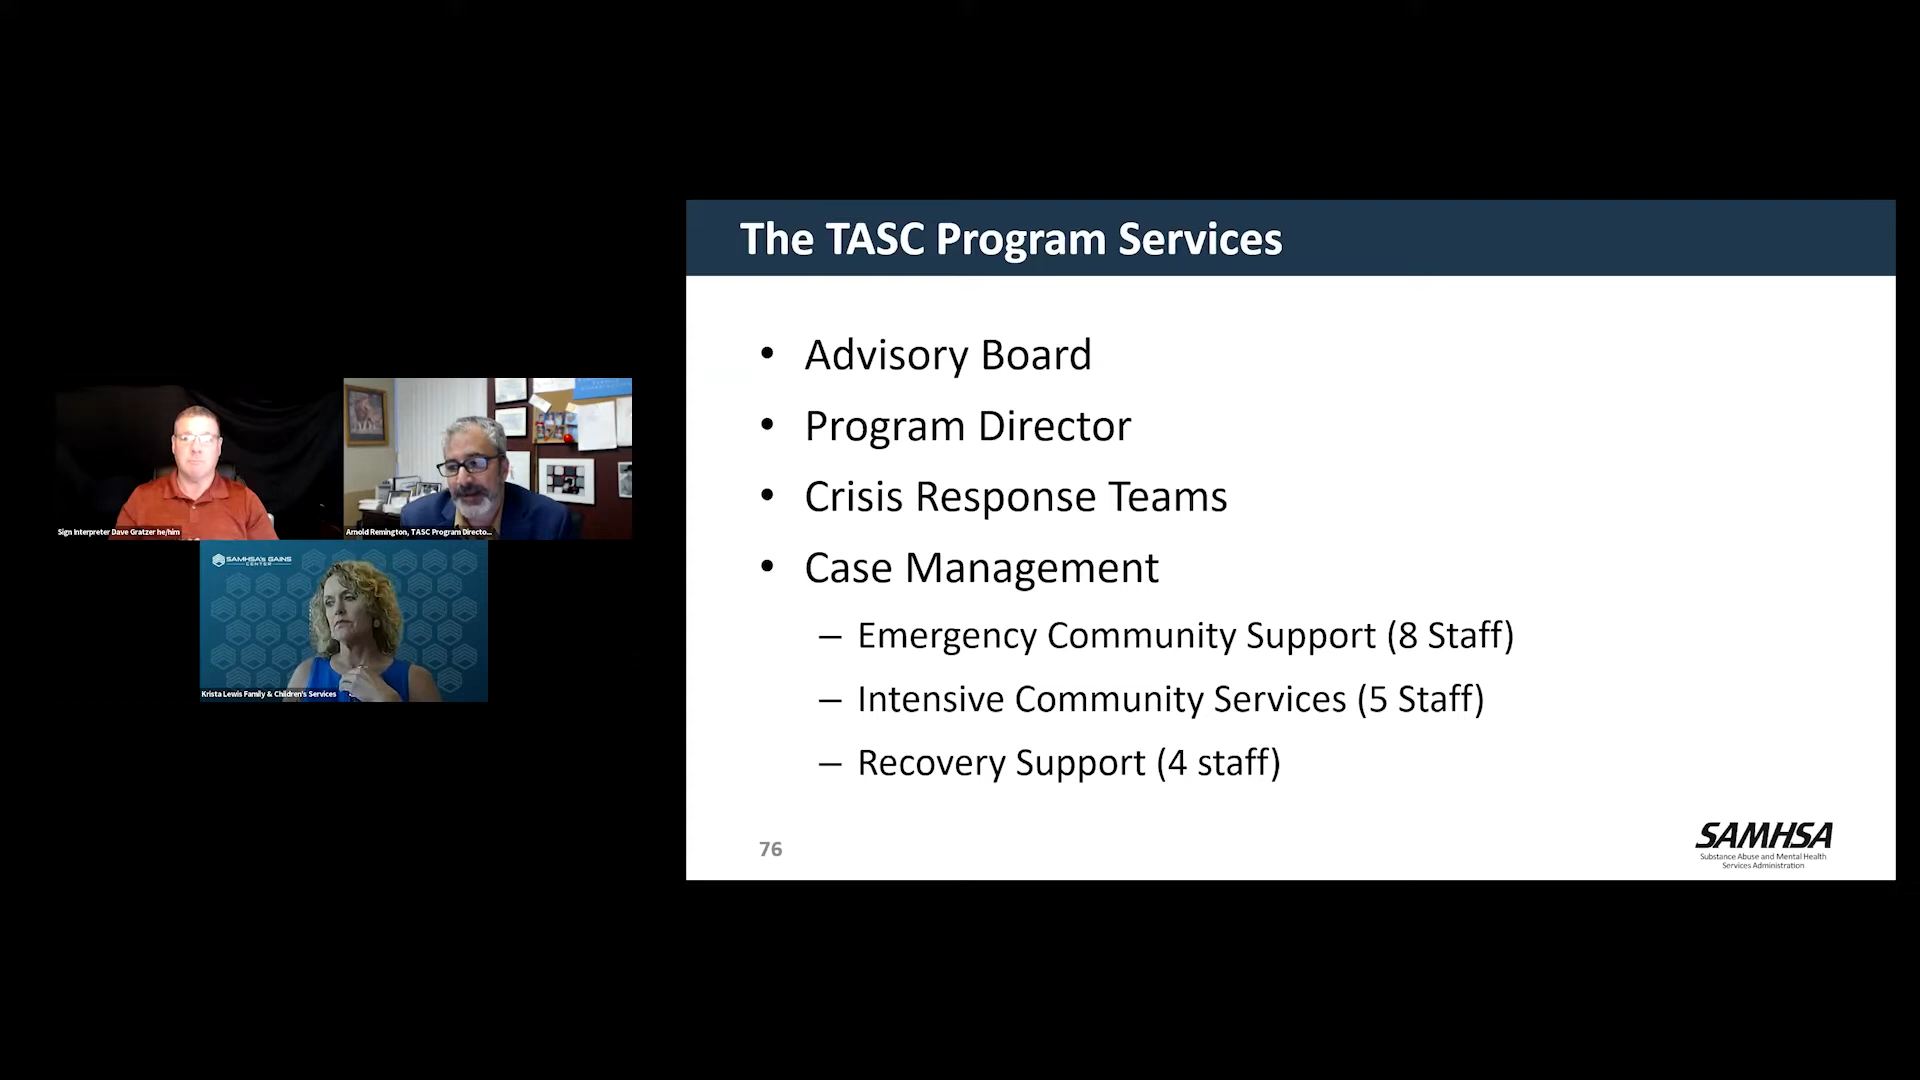 Sign Interpreter Dave Gratzer he/him
Arnold Remington, TASC Program Directo...
SAMHSA's GAINS
CENTER
Krista Lewis Family & Children's Services
The TASC Program Services
• Advisory Board
• Program Director
• Crisis Response Teams
• Case Management
– Emergency Community Support (8 Staff)
– Intensive Community Services (5 Staff)
– Recovery Support (4 staff)
76
SAMHSA
Substance Abuse and Mental Health
Services Administration